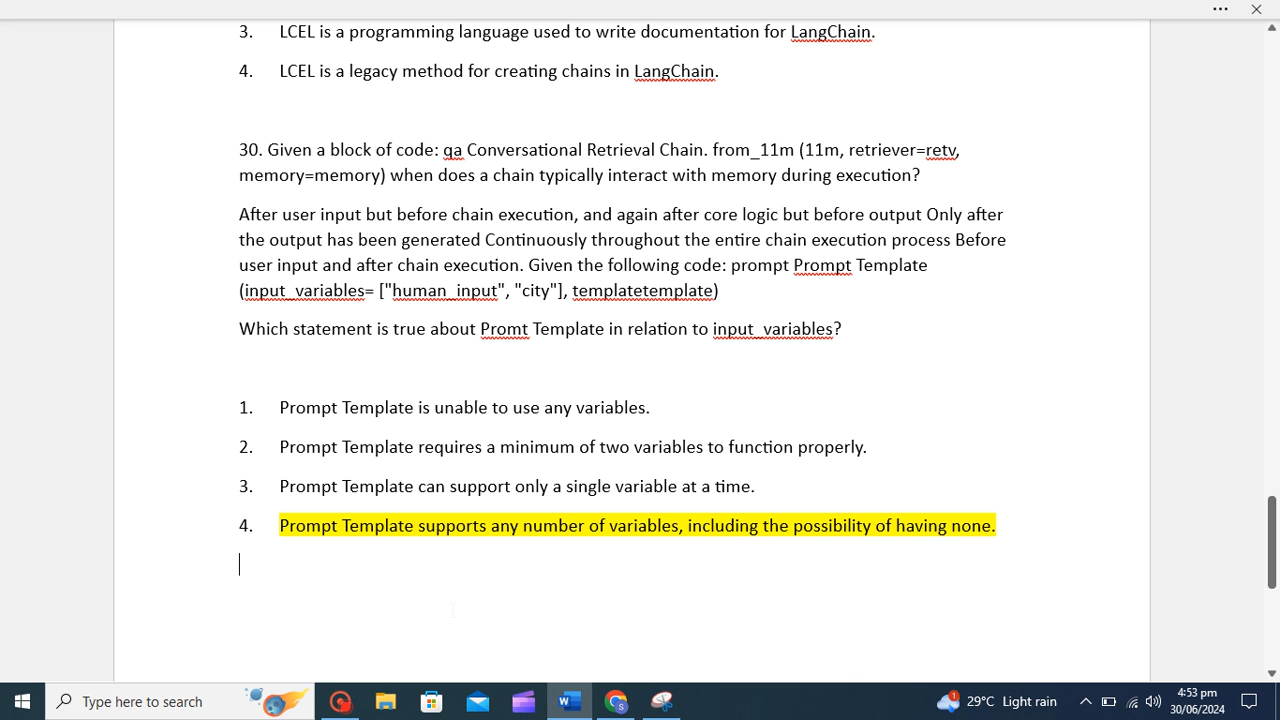 3. LCEL is a programming language used to write documentation for LangChain.
4. LCEL is a legacy method for creating chains in LangChain.
30. Given a block of code: qa Conversational Retrieval Chain. from_11m (11m, retriever=retv,
memory=memory) when does a chain typically interact with memory during execution?
After user input but before chain execution, and again after core logic but before output Only after
the output has been generated Continuously throughout the entire chain execution process Before
user input and after chain execution. Given the following code: prompt Prompt Template
(input_variables= ["human_input", "city"], templatetemplate)
Which statement is true about Promt Template in relation to input_variables?
1. Prompt Template is unable to use any variables.
2. Prompt Template requires a minimum of two variables to function properly.
3. Prompt Template can support only a single variable at a time.
4. Prompt Template supports any number of variables, including the possibility of having none.
Type here to search
1
29°C Light rain
4:53 pm
30/06/2024